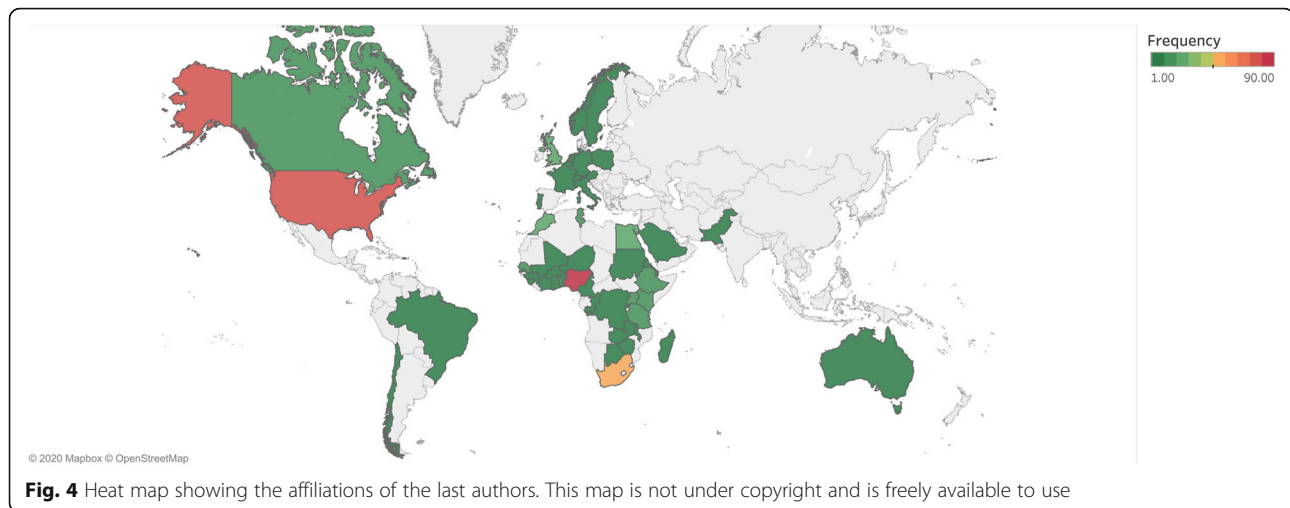 Frequency
1.00 90.00
© 2020 Mapbox © OpenStreetMap
Fig. 4 Heat map showing the affiliations of the last authors. This map is not under copyright and is freely available to use